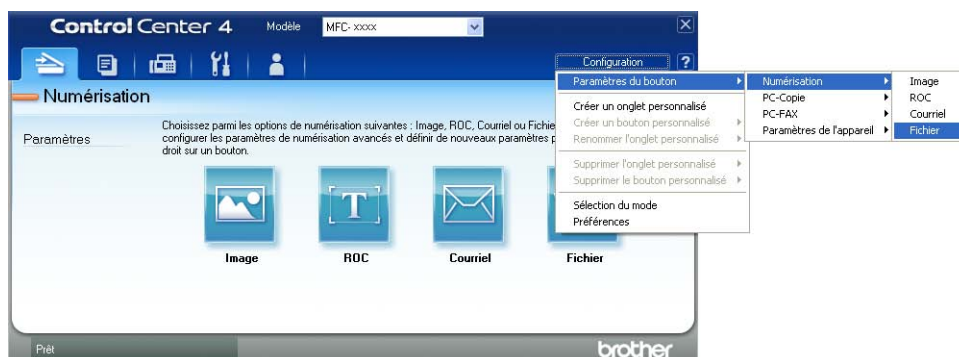 Control Center 4
Modèle
MFC- xxxx
Configuration
?
Numérisation
Paramètres
Choisissez parmi les options de numérisation suivantes : Image, ROC, Courriel ou Fichie
configurer les paramètres de numérisation avancés et définir de nouveaux paramètres p
droit sur un bouton.
T
Image
ROC
Courriel
Fichier
Paramètres du bouton
Créer un onglet personnalisé
Créer un bouton personnalisé
Renommer l'onglet personnalisé
Supprimer l'onglet personnalisé
Supprimer le bouton personnalisé
Sélection du mode
Préférences
Numérisation
PC-Copie
PC-FAX
Paramètres de l'appareil
Image
ROC
Courriel
Fichier
Prêt
brother